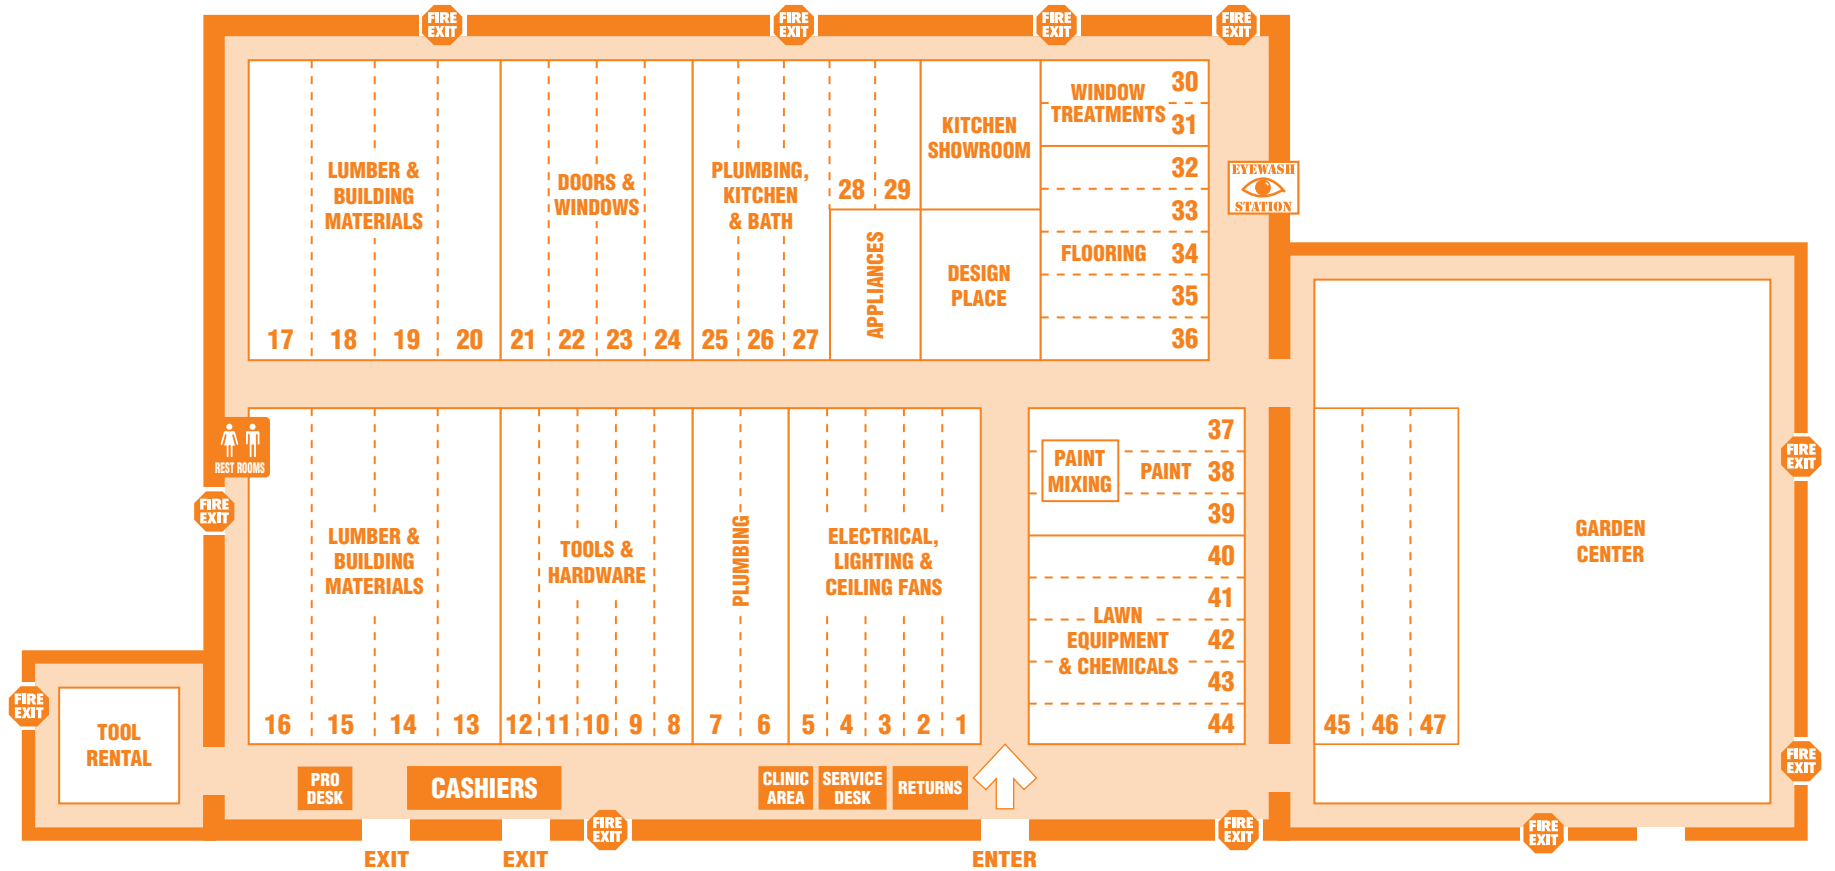 FIRE
EXIT
FIRE
EXIT
FIRE
EXIT
FIRE
EXIT
LUMBER &
BUILDING
MATERIALS
17 18 19 20
DOORS &
WINDOWS
21 22 23 24
PLUMBING,
KITCHEN
& BATH
25 26 27
28 29
APPLIANCES
KITCHEN
SHOWROOM
DESIGN
PLACE
WINDOW
TREATMENTS
30
31
32
33
FLOORING 34
35
36
EYEWASH
STATION
REST ROOMS
FIRE
EXIT
LUMBER &
BUILDING
MATERIALS
16 15 14 13
TOOLS &
HARDWARE
12 11 10 9 8
PLUMBING
7 6
ELECTRICAL,
LIGHTING &
CEILING FANS
5 4 3 2 1
37
PAINT
MIXING
PAINT 38
39
40
41
LAWN
EQUIPMENT
& CHEMICALS
42
43
44
45 46 47
GARDEN
CENTER
FIRE
EXIT
FIRE
EXIT
FIRE
EXIT
TOOL
RENTAL
PRO
DESK
CASHIERS
CLINIC
AREA
SERVICE
DESK
RETURNS
FIRE
EXIT
FIRE
EXIT
FIRE
EXIT
EXIT
EXIT
ENTER